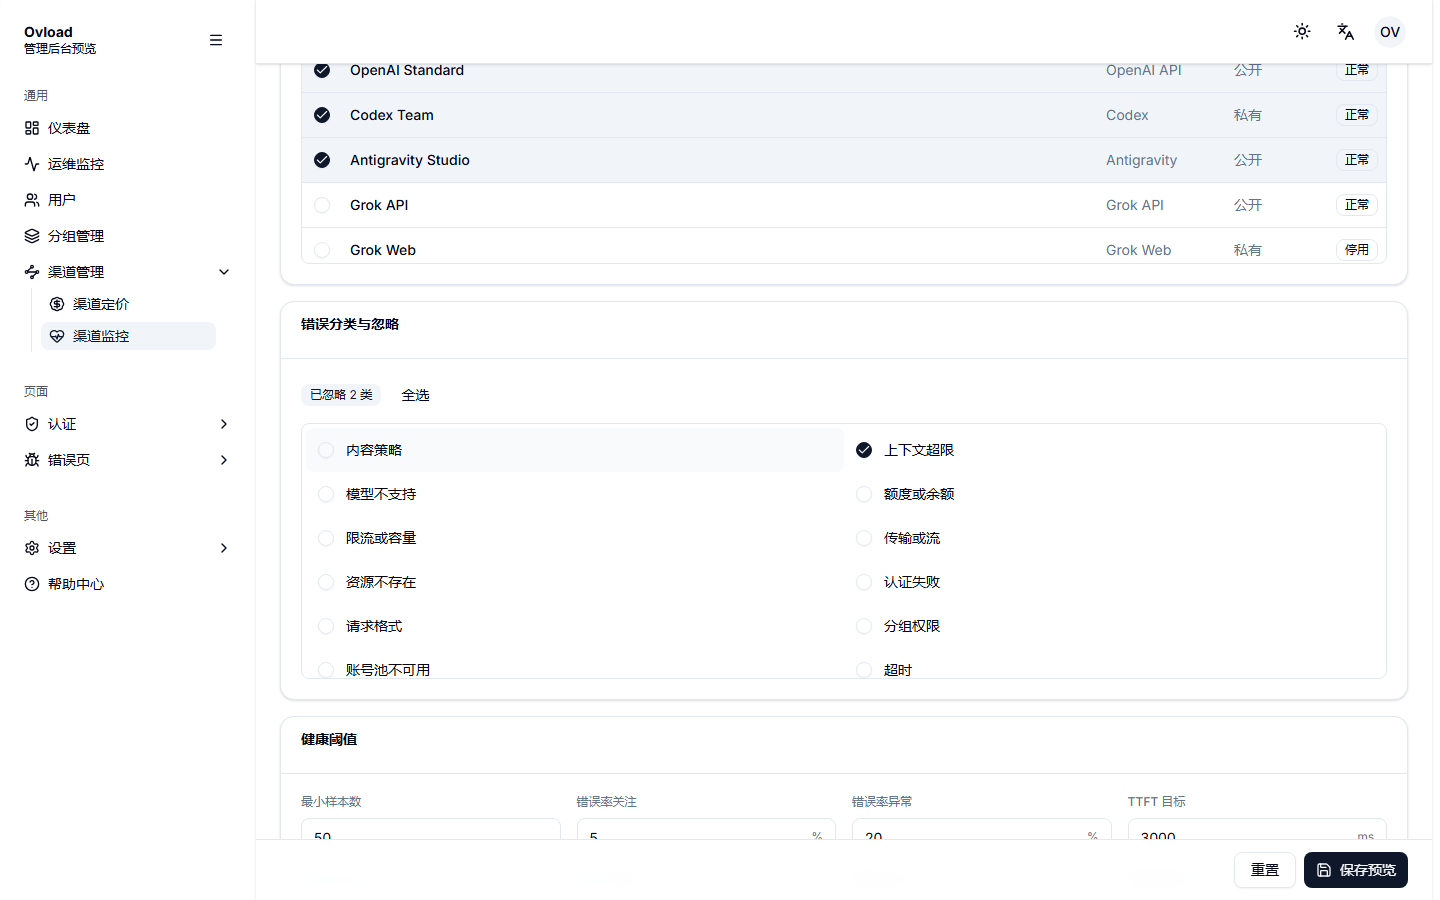 Ovload
管理后台预览
OV
通用
仪表盘
运维监控
用户
分组管理
渠道管理
渠道定价
渠道监控
页面
认证
错误页
其他
设置
帮助中心
OpenAI Standard OpenAI API 公开 正常
Codex Team Codex 私有 正常
Antigravity Studio Antigravity 公开 正常
Grok API Grok API 公开 正常
Grok Web Grok Web 私有 停用
错误分类与忽略
已忽略 2 类 全选
内容策略 上下文超限
模型不支持 额度或余额
限流或容量 传输或流
资源不存在 认证失败
请求格式 分组权限
账号池不可用 超时
健康阈值
最小样本数 错误率关注 错误率异常 TTFT 目标
50 5 % 20 % 3000 ms
重置 保存预览